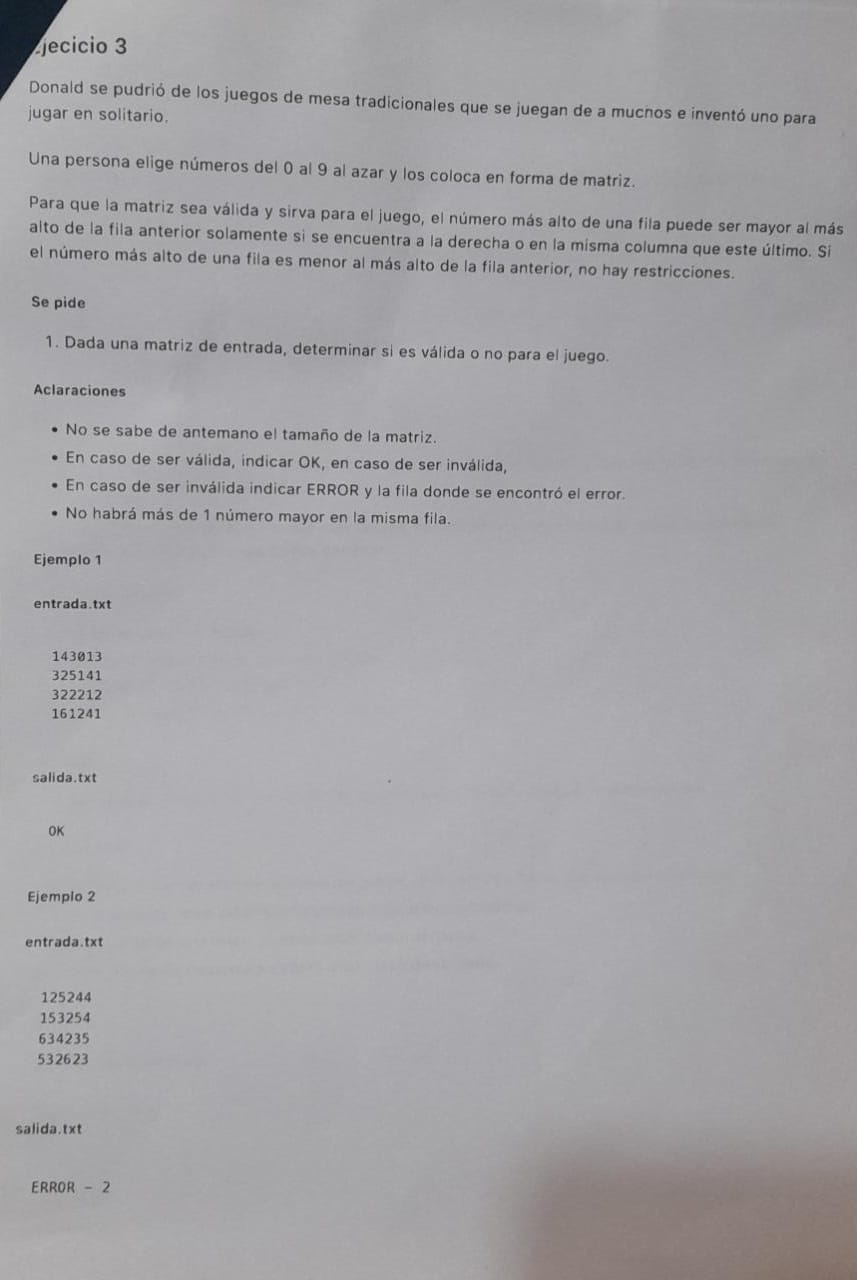 jecicio 3
Donald se pudrió de los juegos de mesa tradicionales que se juegan de a muchos e inventó uno para
jugar en solitario.
Una persona elige números del 0 al 9 al azar y los coloca en forma de matriz.
Para que la matriz sea válida y sirva para el juego, el número más alto de una fila puede ser mayor al más
alto de la fila anterior solamente si se encuentra a la derecha o en la misma columna que este último. Si
el número más alto de una fila es menor al más alto de la fila anterior, no hay restricciones.
Se pide
1. Dada una matriz de entrada, determinar si es válida o no para el juego.
Aclaraciones
• No se sabe de antemano el tamaño de la matriz.
• En caso de ser válida, indicar OK, en caso de ser inválida,
• En caso de ser inválida indicar ERROR y la fila donde se encontró el error.
• No habrá más de 1 número mayor en la misma fila.
Ejemplo 1
entrada.txt
143013
325141
322212
161241
salida.txt
OK
Ejemplo 2
entrada.txt
125244
153254
634235
532623
salida.txt
ERROR - 2